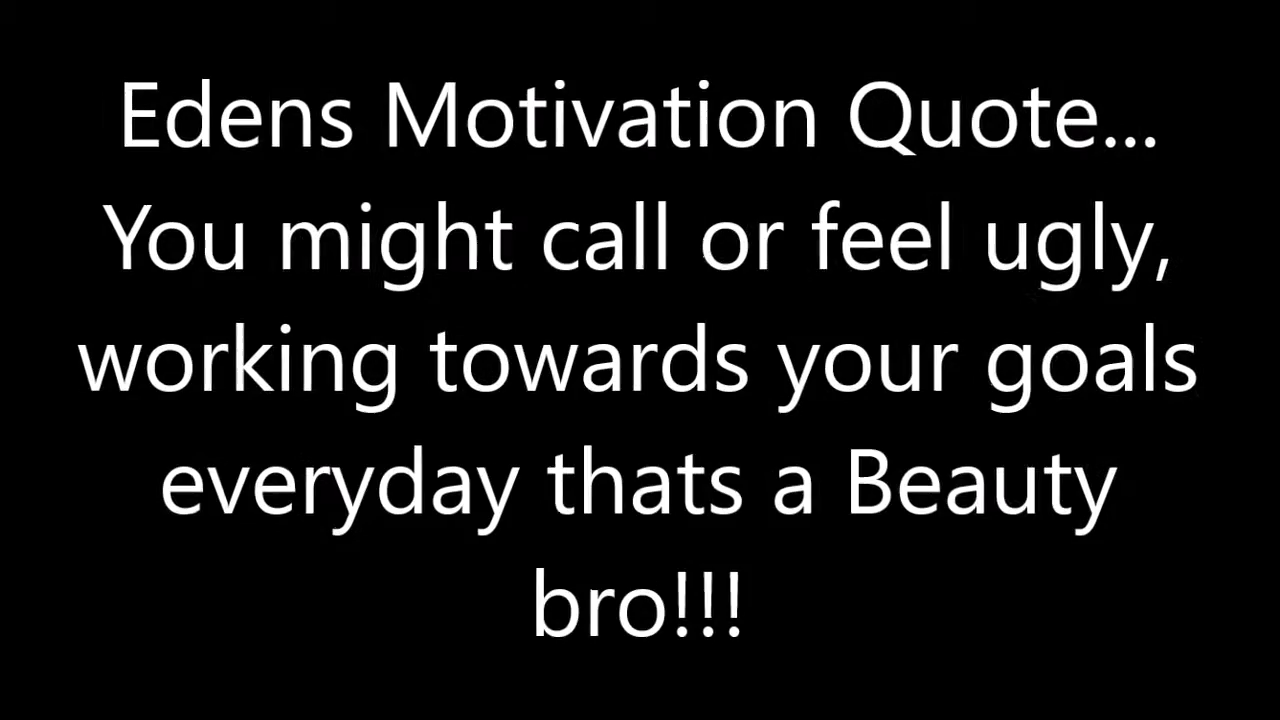 Edens Motivation Quote...
You might call or feel ugly,
working towards your goals
everyday thats a Beauty
bro!!!